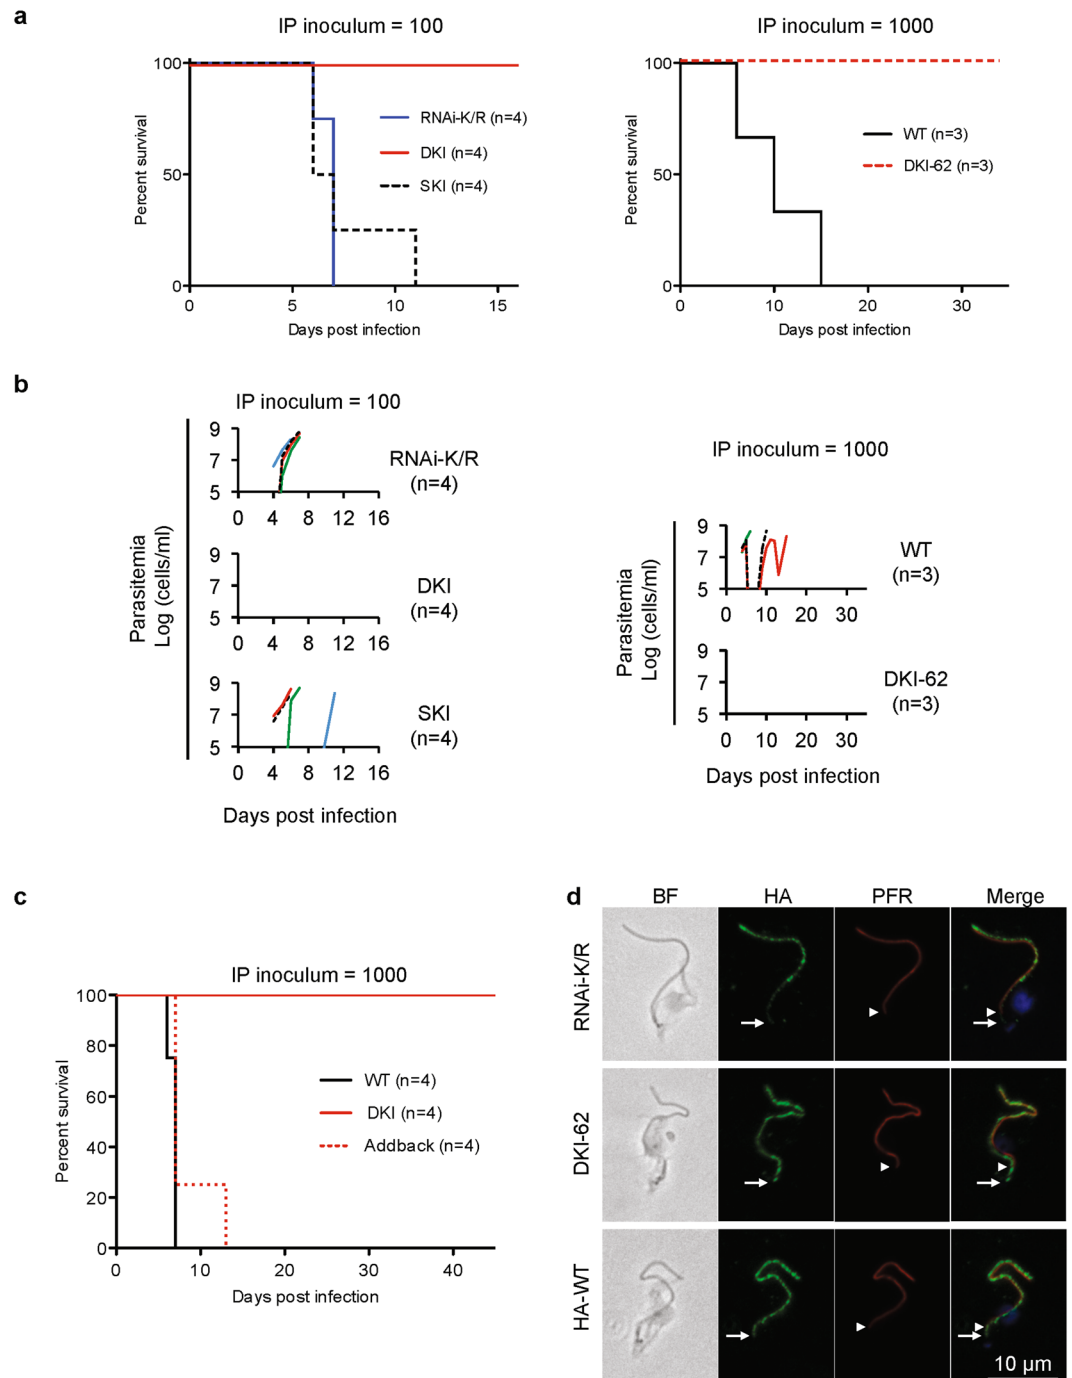 a
IP inoculum = 100
IP inoculum = 1000
Percent survival
100
50
0
0 5 10 15
Days post infection
RNAi-K/R (n=4)
DKI (n=4)
SKI (n=4)
Percent survival
100
50
0
0 10 20 30
Days post infection
WT (n=3)
DKI-62 (n=3)
b
IP inoculum = 100
Parasitemia
Log (cells/ml)
9
7
5
0 4 8 12 16
RNAi-K/R
(n=4)
9
7
5
0 4 8 12 16
DKI
(n=4)
9
7
5
0 4 8 12 16
SKI
(n=4)
Days post infection
IP inoculum = 1000
Parasitemia
Log (cells/ml)
9
7
5
0 10 20 30
WT
(n=3)
9
7
5
0 10 20 30
DKI-62
(n=3)
Days post infection
c
IP inoculum = 1000
Percent survival
100
80
60
40
20
0
0 10 20 30 40
Days post infection
WT (n=4)
DKI (n=4)
Addback (n=4)
d
BF HA PFR Merge
RNAi-K/R
DKI-62
HA-WT
10 µm